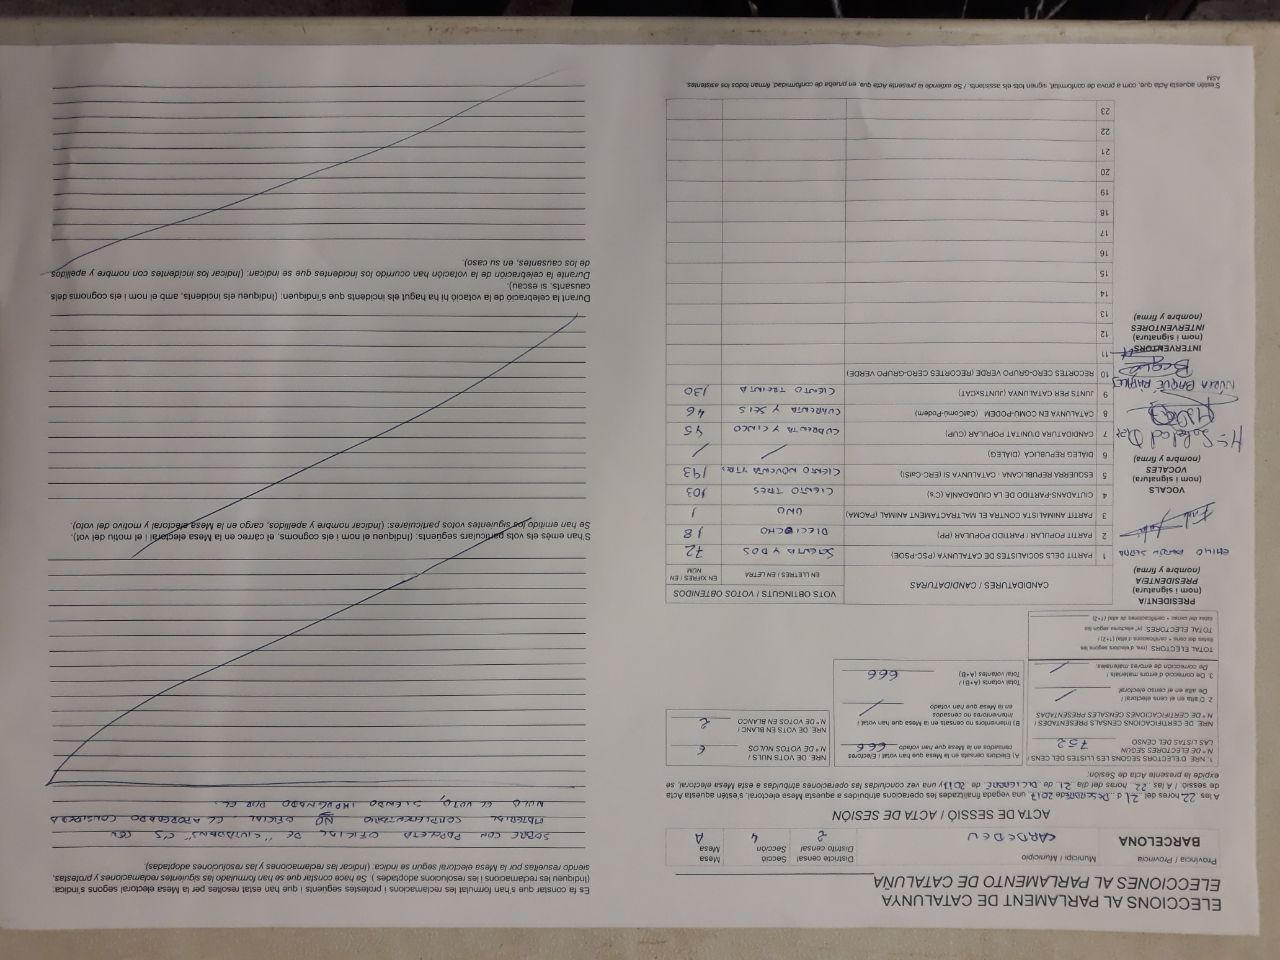 ELECCIONS AL PARLAMENT DE CATALUNYA
ELECCIONES AL PARLAMENTO DE CATALUÑA
Província / Provincia
BARCELONA
Municipi / Municipio
CARDEDEU
Districte censal
Distrito censal
2
Secció
Sección
4
Mesa
Mesa
A
ACTA DE SESSIÓ / ACTA DE SESIÓN
A les 22 hores del 21 d DESEMBRE de 2017, una vegada finalitzades les operacions atribuïdes a aquesta Mesa electoral, s'estén aquesta Acta
de sessió / A las 22 horas del día 21 de DICIEMBRE de 2017 y una vez concluidas las operaciones atribuidas a esta Mesa electoral, se
expide la presente Acta de Sesión:
1. NRE. D'ELECTORS SEGONS LES LLISTES DEL CENS /
Nº DE ELECTORES SEGÚN
LAS LISTAS DEL CENSO 752
NRE. DE CERTIFICACIONS CENSALS PRESENTADES /
Nº DE CERTIFICACIONES CENSALES PRESENTADAS
2. D'alta en el cens electoral /
De alta en el censo electoral:
3. De correcció d'errors materials /
De corrección de errores materiales:
TOTAL ELECTORS
TOTAL ELECTORES
A) Electors censats en la Mesa que han votat / Electores
censados en la Mesa que han votado 666
B) Interventors no censats en la Mesa que han votat /
Interventores no censados
en la Mesa que han votado
Total votants (A+B) /
Total votantes (A+B) 666
NRE. DE VOTS NULS /
Nº DE VOTOS NULOS 6
NRE. DE VOTS EN BLANC /
Nº DE VOTOS EN BLANCO 2
CANDIDATURES / CANDIDATURAS
VOTS OBTINGUTS / VOTOS OBTENIDOS
EN LLETRES / EN LETRA
EN XIFRES / EN NÚM
1 PARTIT DELS SOCIALISTES DE CATALUNYA (PSC-PSOE) SETENTA Y DOS 72
2 PARTIT POPULAR / PARTIDO POPULAR (PP) DIECIOCHO 18
3 PARTIT ANIMALISTA CONTRA EL MALTRACTAMENT ANIMAL (PACMA) UNO 1
4 CIUTADANS-PARTIDO DE LA CIUDADANÍA (C's) CIENTO TRES 103
5 ESQUERRA REPUBLICANA - CATALUNYA SÍ (ERC-CatSí) CIENTO NOVENTA Y TRES 193
6 DIÀLEG REPÚBLICA (DIÀLEG) / /
7 CANDIDATURA D'UNITAT POPULAR (CUP) CUARENTA Y CINCO 45
8 CATALUNYA EN COMÚ-PODEM (CatComú-Podem) CUARENTA Y SEIS 46
9 JUNTS PER CATALUNYA (JUNTSxCAT) CIENTO TREINTA 130
10 RECORTES CERO-GRUPO VERDE (RECORTES CERO-GRUPO VERDE)
11
12
13
14
15
16
17
18
19
20
21
22
23
PRESIDENT/A
(nom i signatura)
PRESIDENTE/A
(nombre y firma)
VOCALS
(nom i signatura)
VOCALES
(nombre y firma)
Mª Soledad
NÚRIA BAQUÉ
INTERVENTORS
(nom i signatura)
INTERVENTORES
(nombre y firma)
S'estén aquesta Acta que, com a prova de conformitat, signen tots els assistents. / Se extiende la presente Acta que, en prueba de conformidad, firman todos los asistentes.
Es fa constar que s'han formulat les reclamacions i protestes següents i que han estat resoltes per la Mesa electoral segons s'indica:
(Indiqueu les reclamacions i les resolucions adoptades). Se hace constar que se han formulado las siguientes reclamaciones y protestas,
siendo resueltas por la Mesa electoral según se indica: (Indicar las reclamaciones y las resoluciones adoptadas).
SOBRE CON PAPELETA OFICIAL DE "CIUTADANS" C'S CON
MATERIAL COMPLEMENTARIO NO OFICIAL. EL APODERADO CONSIDERA
NULO EL VOTO, SIENDO IMPUGNADO POR EL.
S'han emès els vots particulars següents: (Indiqueu el nom i els cognoms, el càrrec en la Mesa electoral i el motiu del vot).
Se han emitido los siguientes votos particulares: (Indicar nombre y apellidos, cargo en la Mesa electoral y motivo del voto).
Durant la celebració de la votació hi ha hagut els incidents que s'indiquen: (Indiqueu els incidents, amb el nom i els cognoms dels
causants, si escau).
Durante la celebración de la votación han ocurrido los incidentes que se indican: (Indicar los incidentes con nombre y apellidos
de los causantes, en su caso).